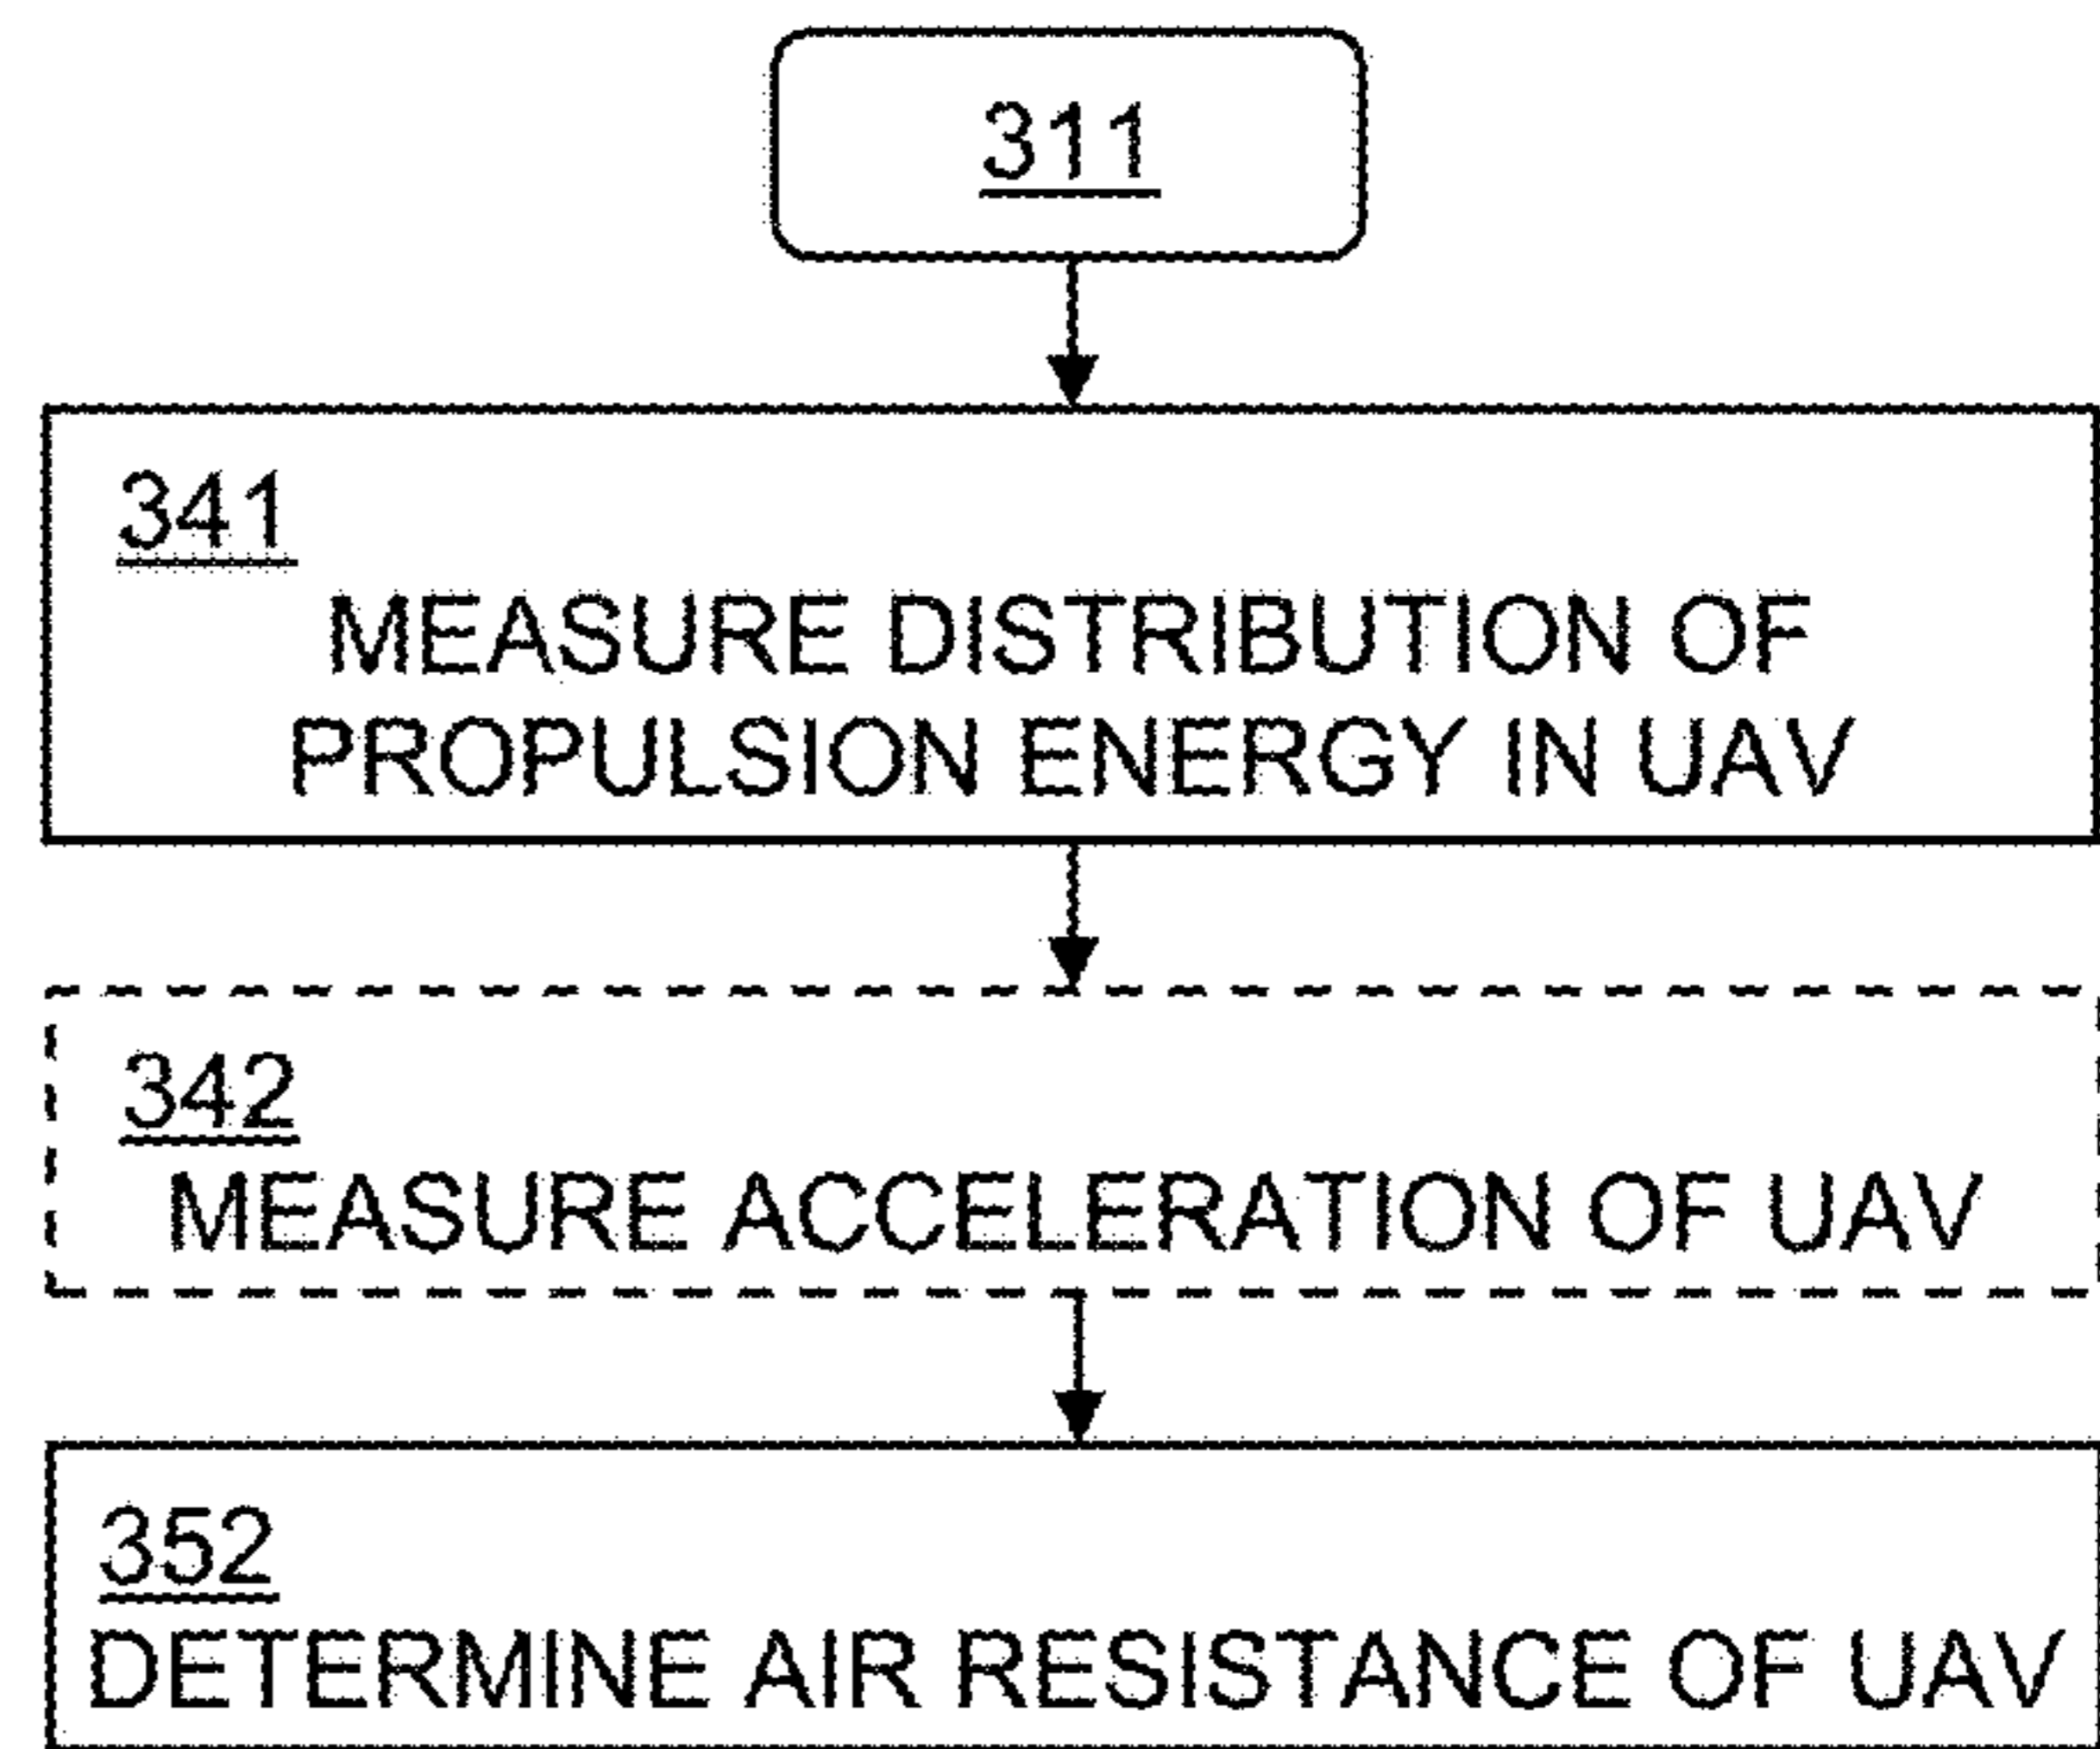 311
341
MEASURE DISTRIBUTION OF
PROPULSION ENERGY IN UAV
342
MEASURE ACCELERATION OF UAV
352
DETERMINE AIR RESISTANCE OF UAV